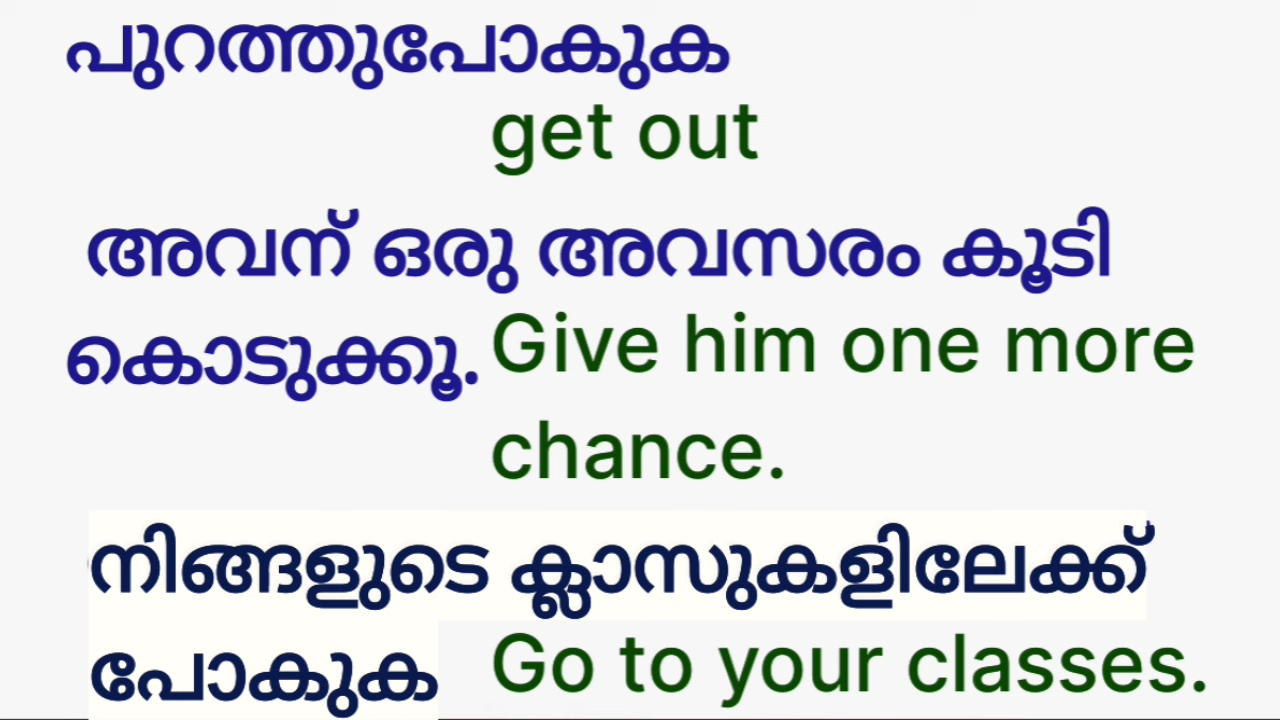 പുറത്തുപോകുക
get out
അവന് ഒരു അവസരം കൂടി
കൊടുക്കൂ. Give him one more
chance.
നിങ്ങളുടെ ക്ലാസുകളിലേക്ക്
പോകുക Go to your classes.